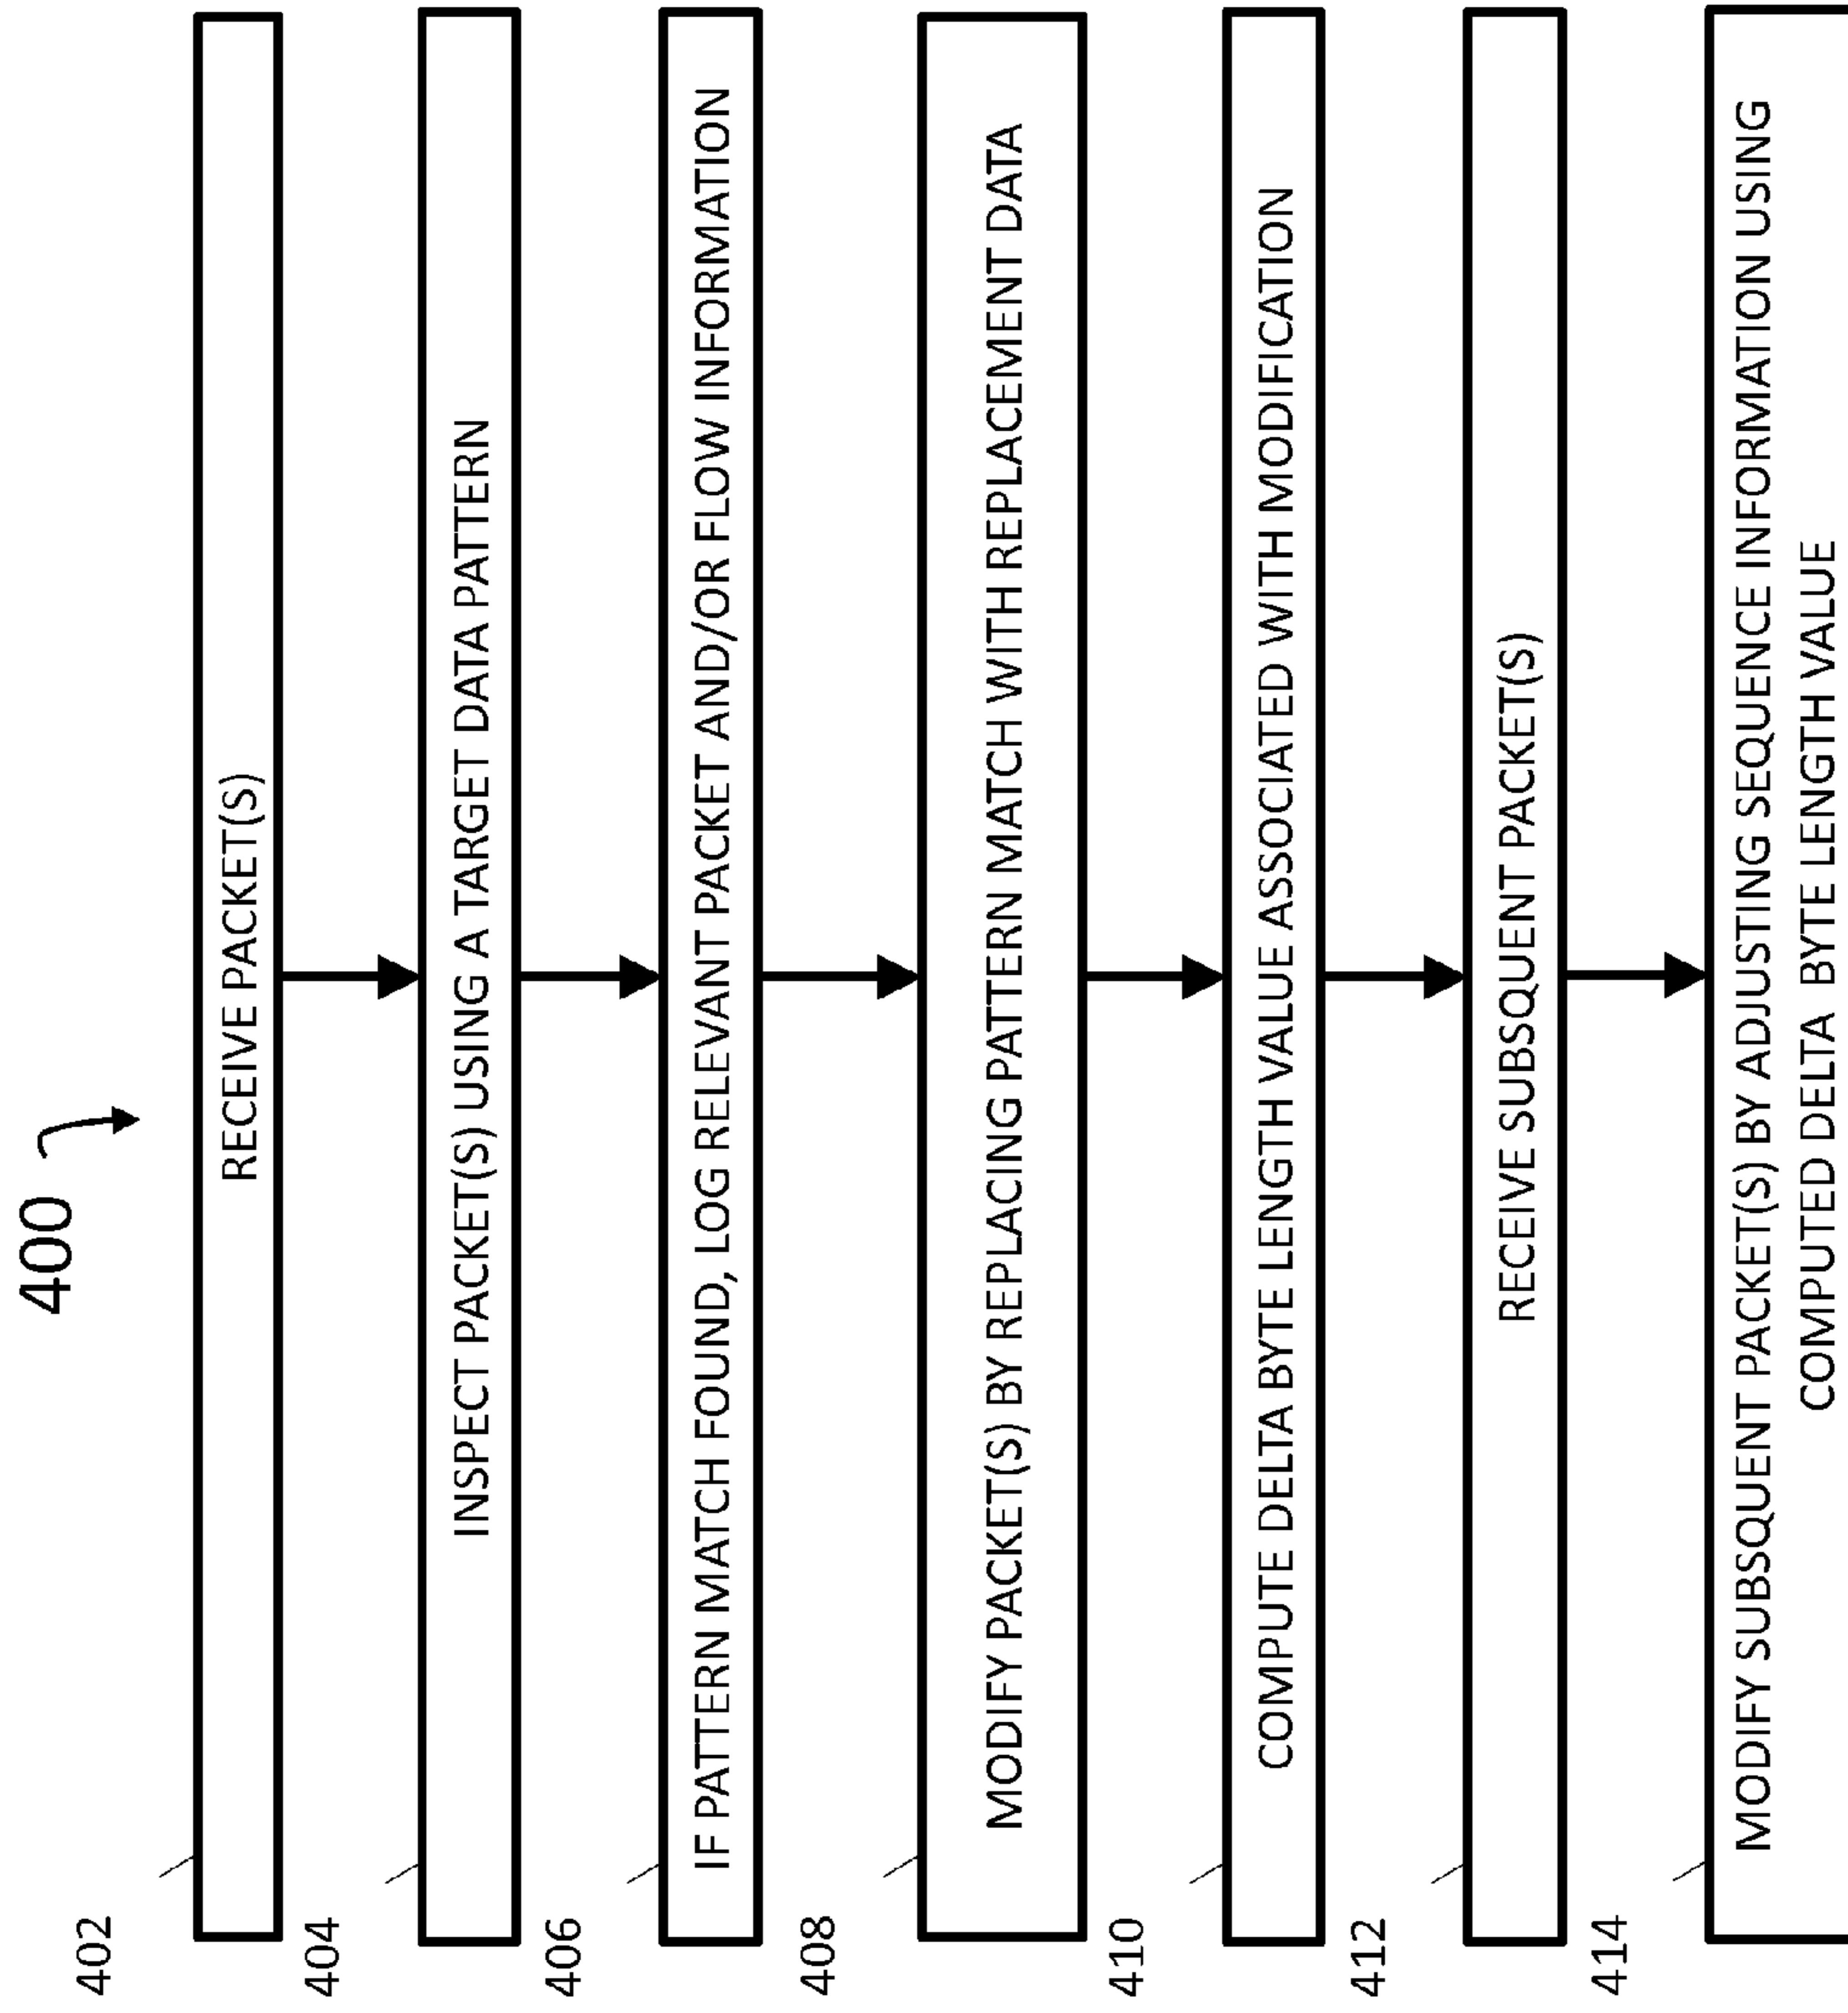 400
402
RECEIVE PACKET(S)
404
INSPECT PACKET(S) USING A TARGET DATA PATTERN
406
IF PATTERN MATCH FOUND, LOG RELEVANT PACKET AND/OR FLOW INFORMATION
408
MODIFY PACKET(S) BY REPLACING PATTERN MATCH WITH REPLACEMENT DATA
410
COMPUTE DELTA BYTE LENGTH VALUE ASSOCIATED WITH MODIFICATION
412
RECEIVE SUBSQUENT PACKET(S)
414
MODIFY SUBSQUENT PACKET(S) BY ADJUSTING SEQUENCE INFORMATION USING
COMPUTED DELTA BYTE LENGTH VALUE